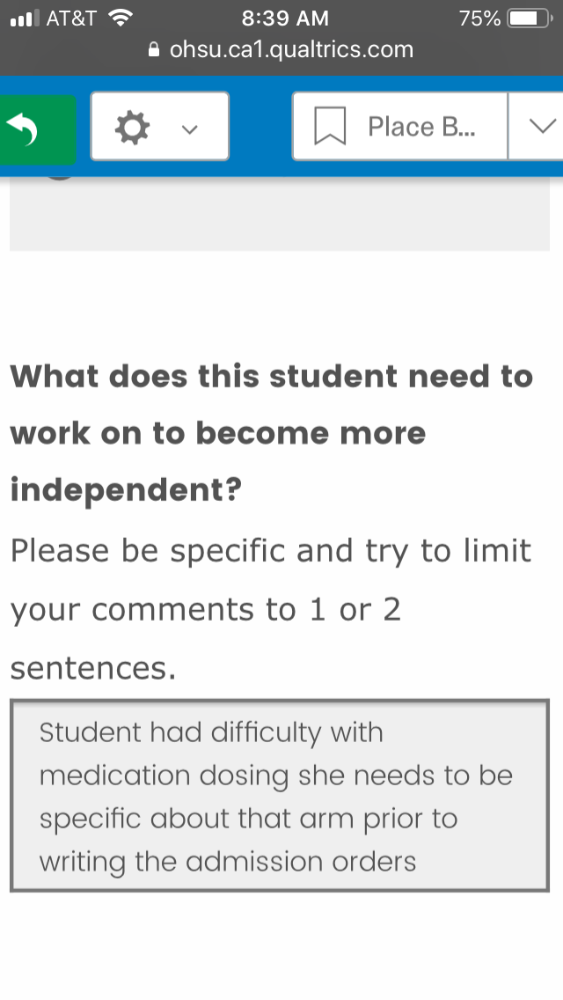 AT&T 8:39 AM 75%
ohsu.ca1.qualtrics.com
Place B...
What does this student need to
work on to become more
independent?
Please be specific and try to limit
your comments to 1 or 2
sentences.
Student had difficulty with
medication dosing she needs to be
specific about that arm prior to
writing the admission orders